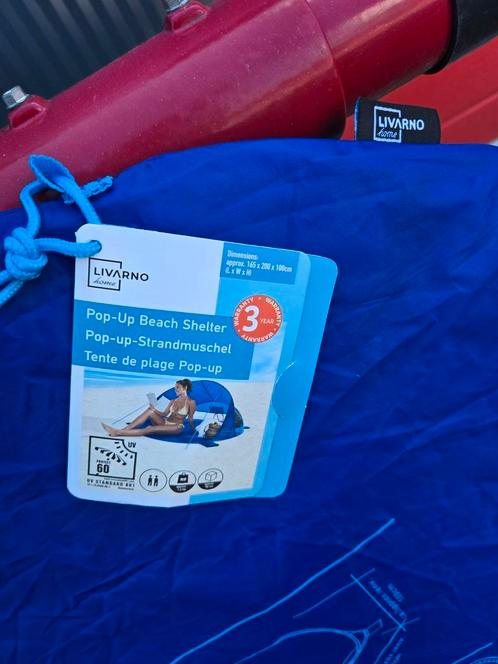 LIVARNO
home
LIVARNO
home
Dimensions:
approx. 165 x 200 x 100cm
(L x W x H)
WARRANTY
3 YEAR
WARRANTY
Pop-Up Beach Shelter
Pop-up-Strandmuschel
Tente de plage Pop-up
UV
60
UV STANDARD 801